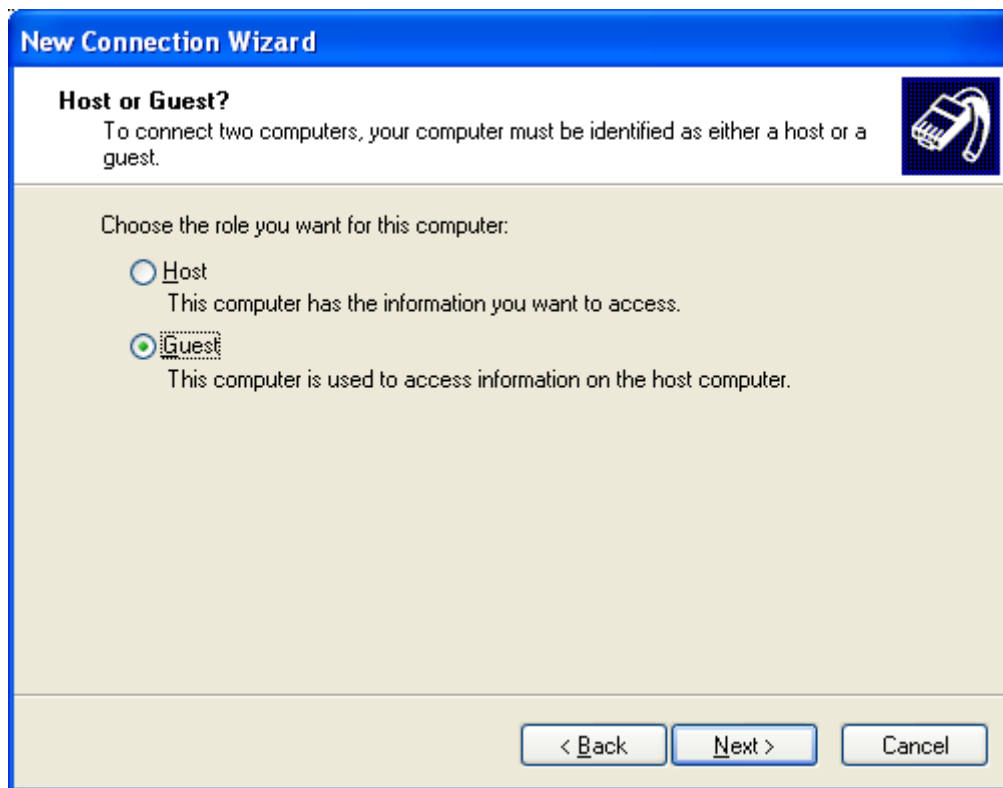 New Connection Wizard
Host or Guest?
To connect two computers, your computer must be identified as either a host or a
guest.
Choose the role you want for this computer:
Host
This computer has the information you want to access.
Guest
This computer is used to access information on the host computer.
< Back
Next >
Cancel